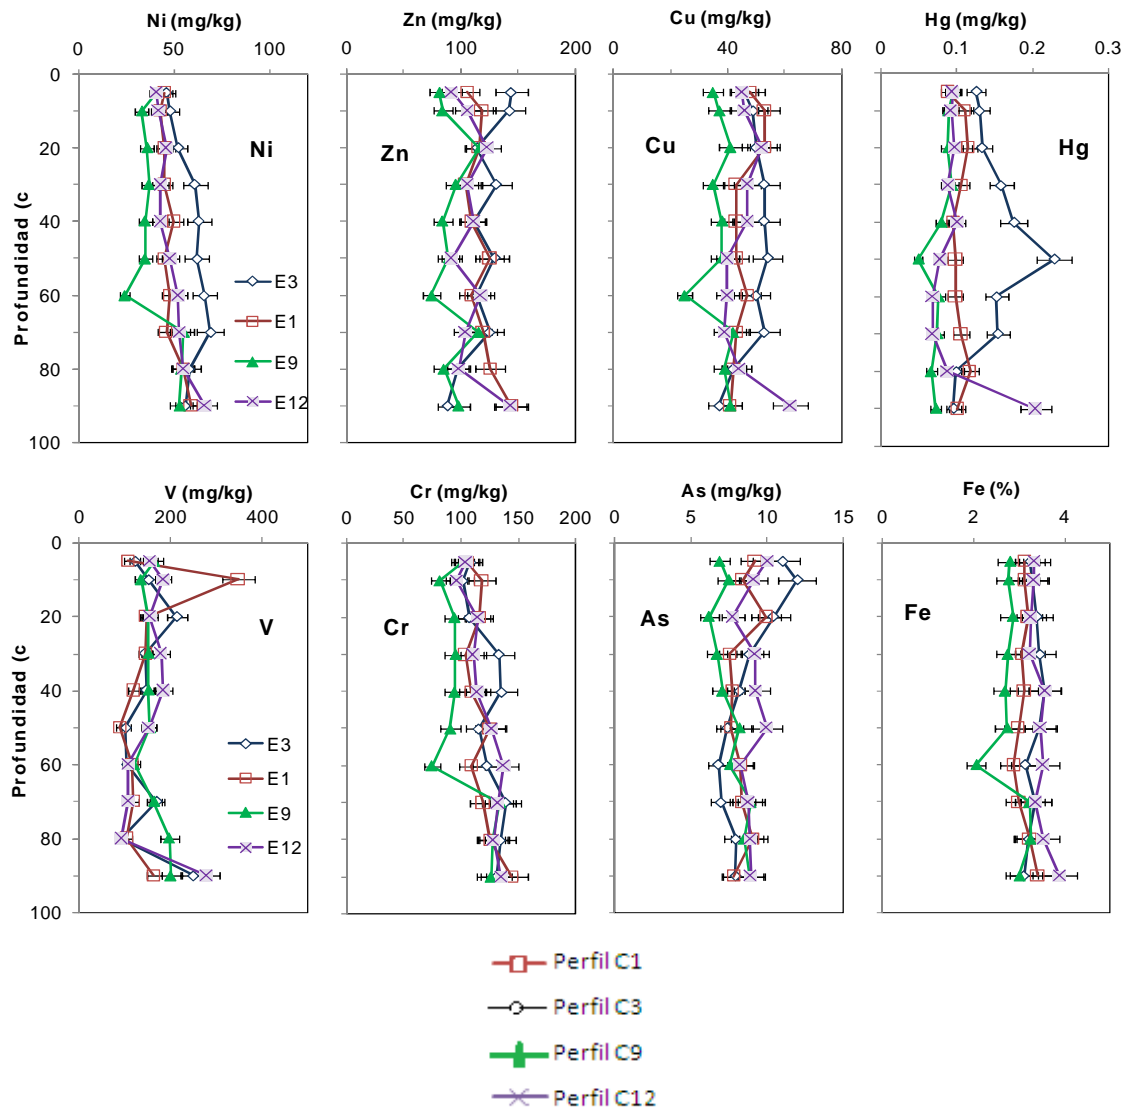 Ni (mg/kg) Zn (mg/kg) Cu (mg/kg) Hg (mg/kg)
0 50 100 0 100 200 0 40 80 0 0.1 0.2 0.3
0
20
40
60
80
100
Profundidad (c
Ni Zn Cu Hg
E3
E1
E9
E12
V (mg/kg) Cr (mg/kg) As (mg/kg) Fe (%)
0 200 400 0 50 100 150 200 0 5 10 15 0 2 4
0
20
40
60
80
100
Profundidad (c
V Cr As Fe
E3
E1
E9
E12
Perfil C1
Perfil C3
Perfil C9
Perfil C12